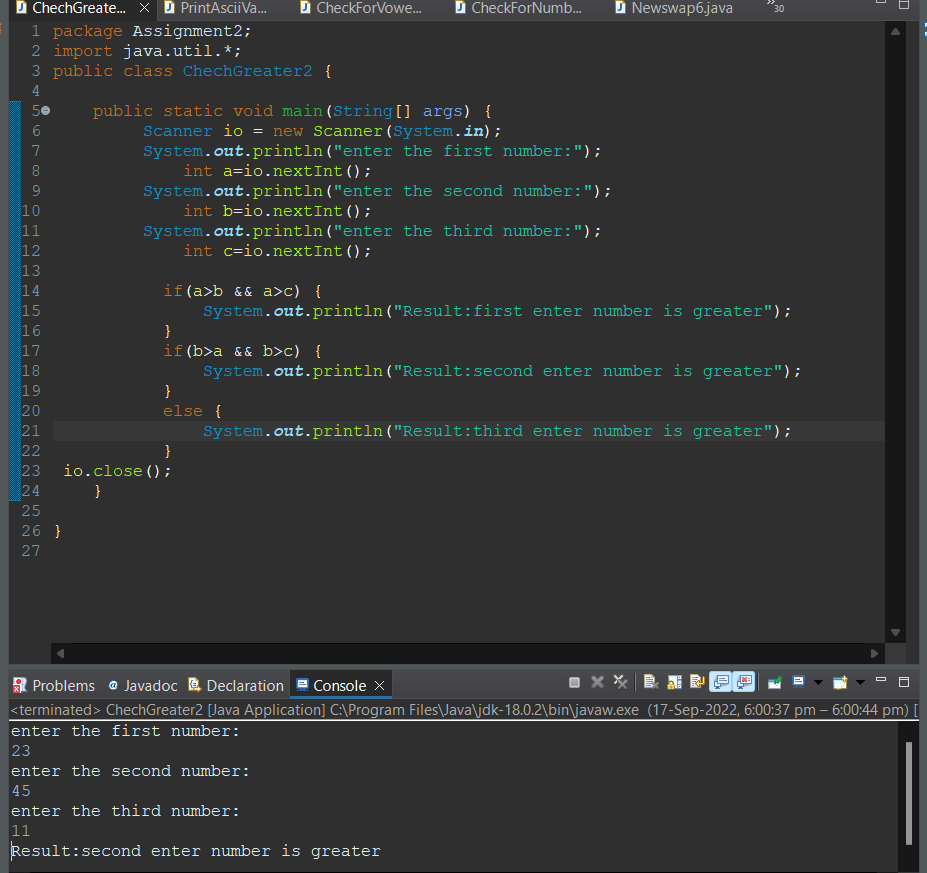 ChechGreate... PrintAsciiVa... CheckForVowe... CheckForNumb... Newswap6.java »30
1 package Assignment2;
2 import java.util.*;
3 public class ChechGreater2 {
4
5 public static void main(String[] args) {
6 Scanner io = new Scanner(System.in);
7 System.out.println("enter the first number:");
8 int a=io.nextInt();
9 System.out.println("enter the second number:");
10 int b=io.nextInt();
11 System.out.println("enter the third number:");
12 int c=io.nextInt();
13
14 if(a>b && a>c) {
15 System.out.println("Result:first enter number is greater");
16 }
17 if(b>a && b>c) {
18 System.out.println("Result:second enter number is greater");
19 }
20 else {
21 System.out.println("Result:third enter number is greater");
22 }
23 io.close();
24 }
25
26 }
27
Problems @ Javadoc Declaration Console
<terminated> ChechGreater2 [Java Application] C:\Program Files\Java\jdk-18.0.2\bin\javaw.exe (17-Sep-2022, 6:00:37 pm – 6:00:44 pm) [
enter the first number:
23
enter the second number:
45
enter the third number:
11
Result:second enter number is greater